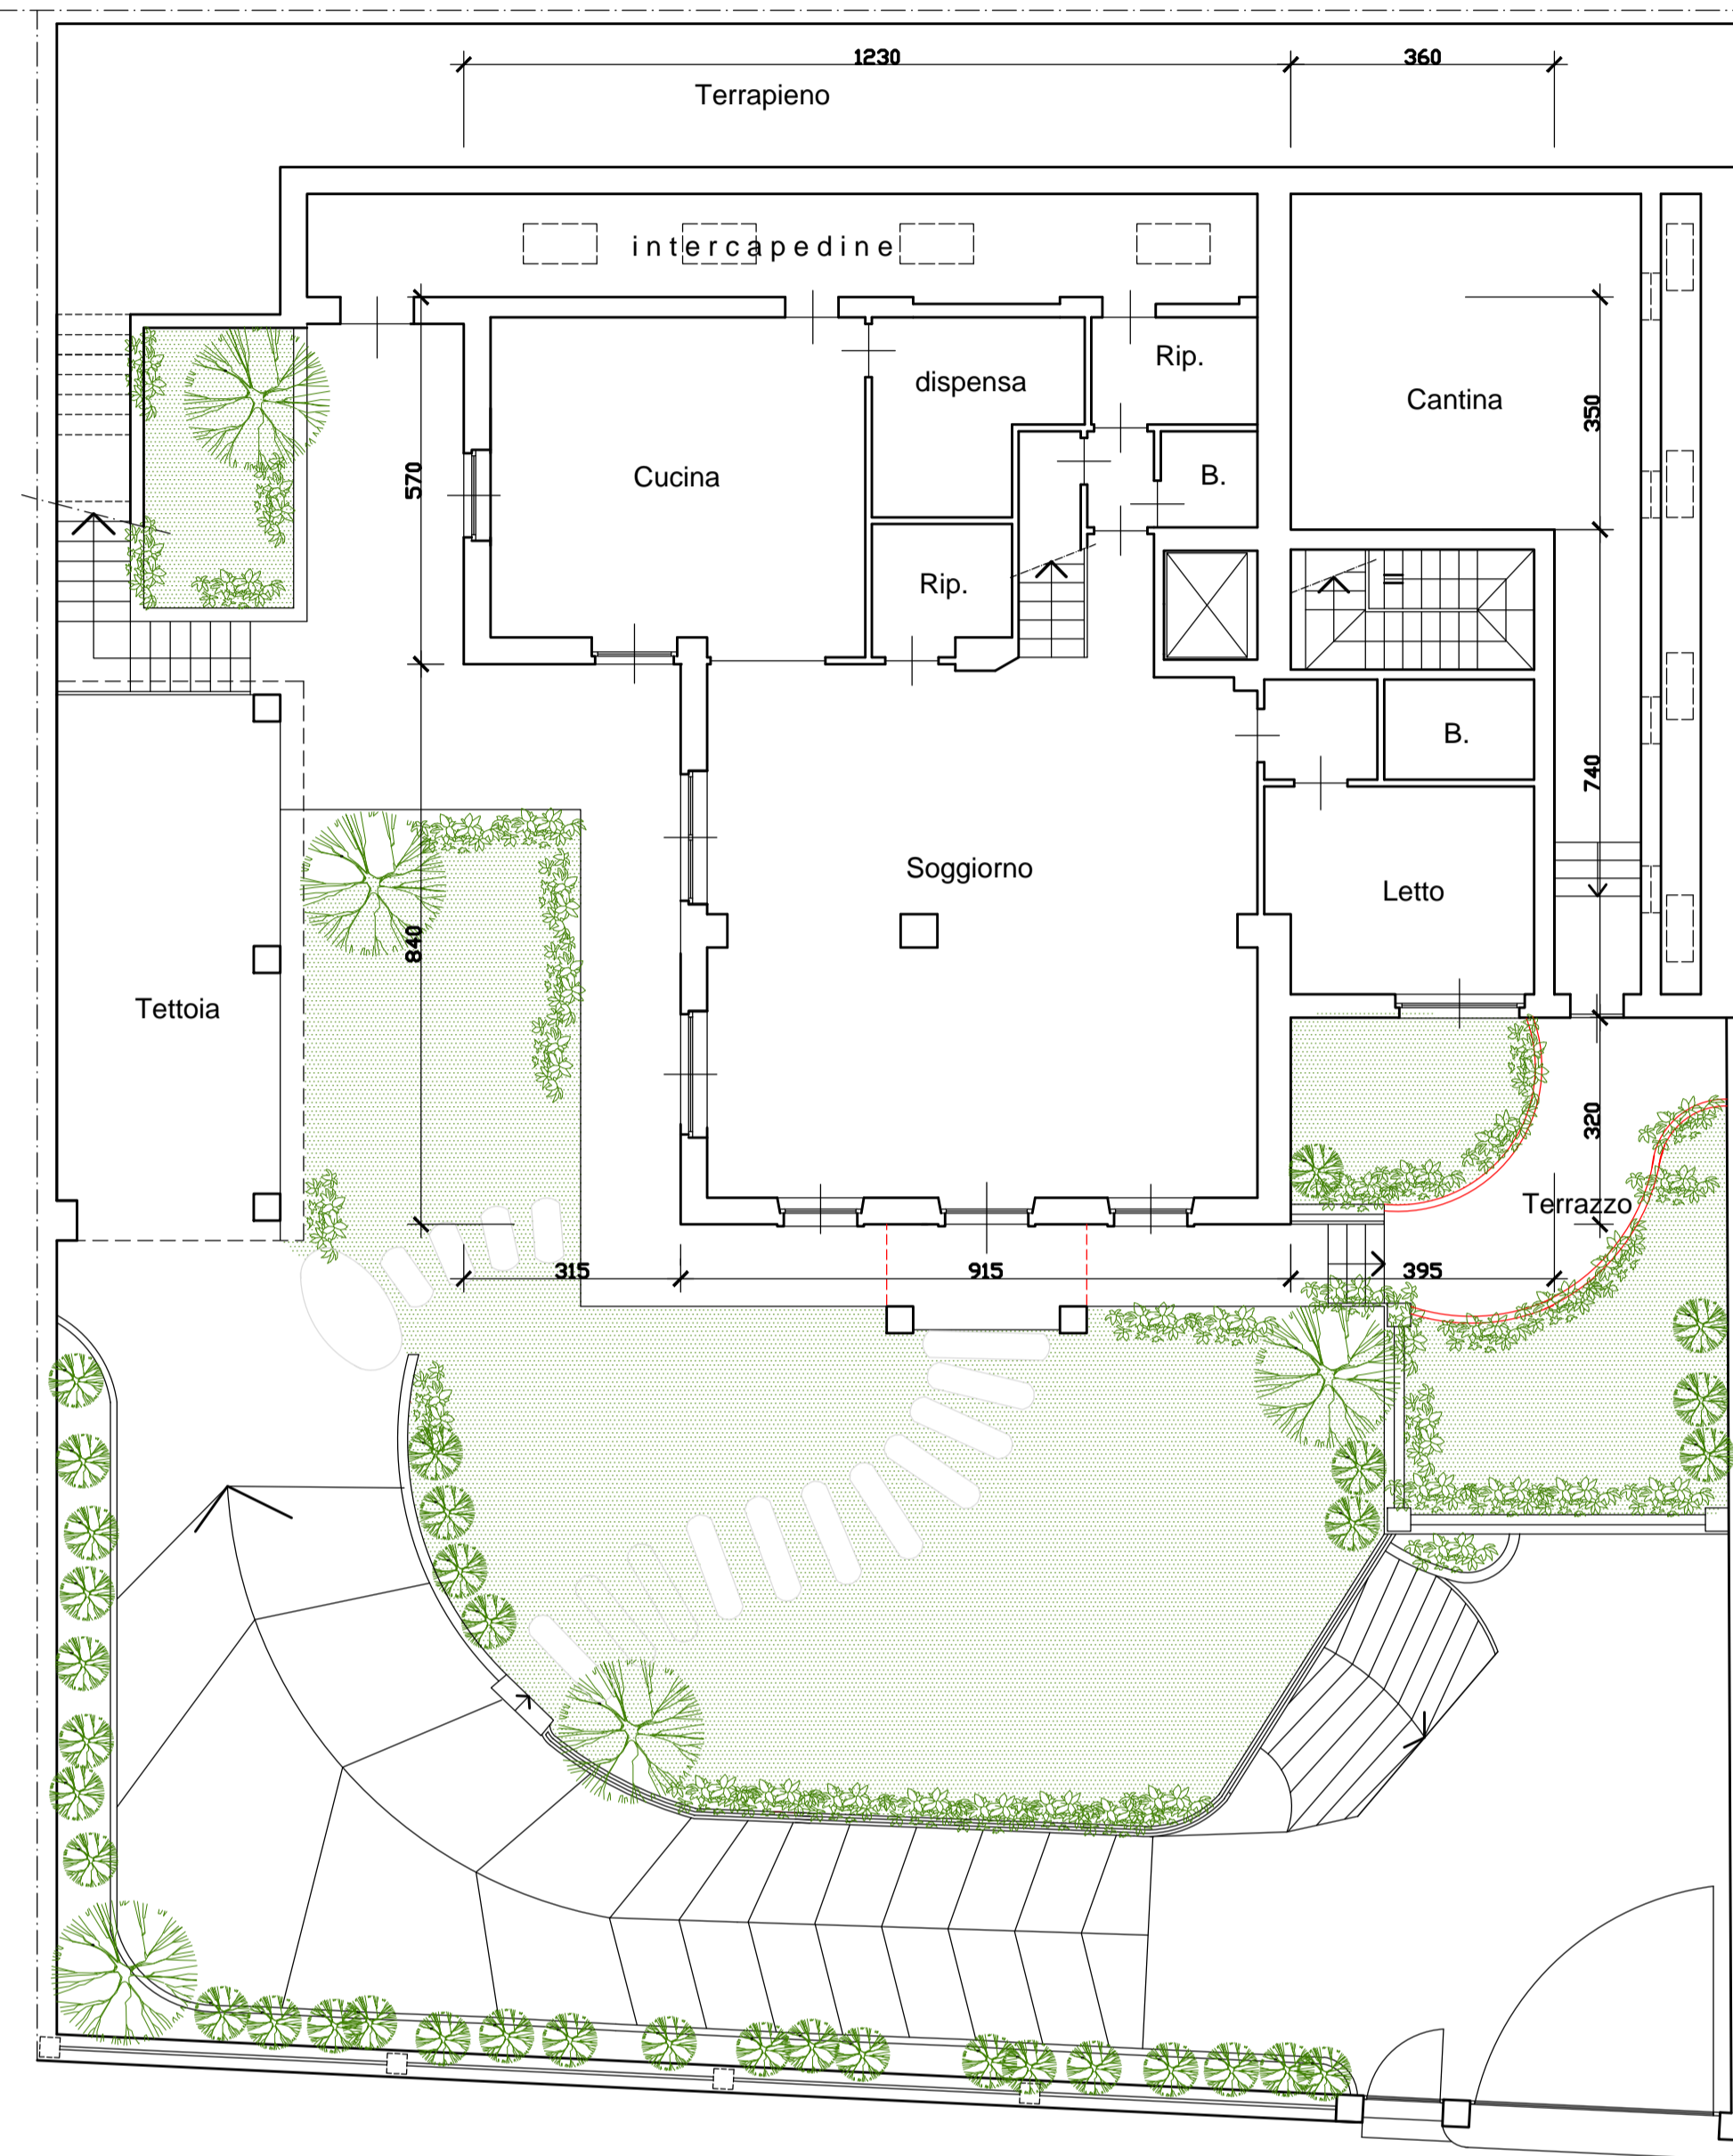 1230
360
Terrapieno
intercapedine
Rip.
dispensa
Cantina
350
Cucina
570
B.
Rip.
B.
740
Soggiorno
Letto
840
Tettoia
320
Terrazzo
315
915
395